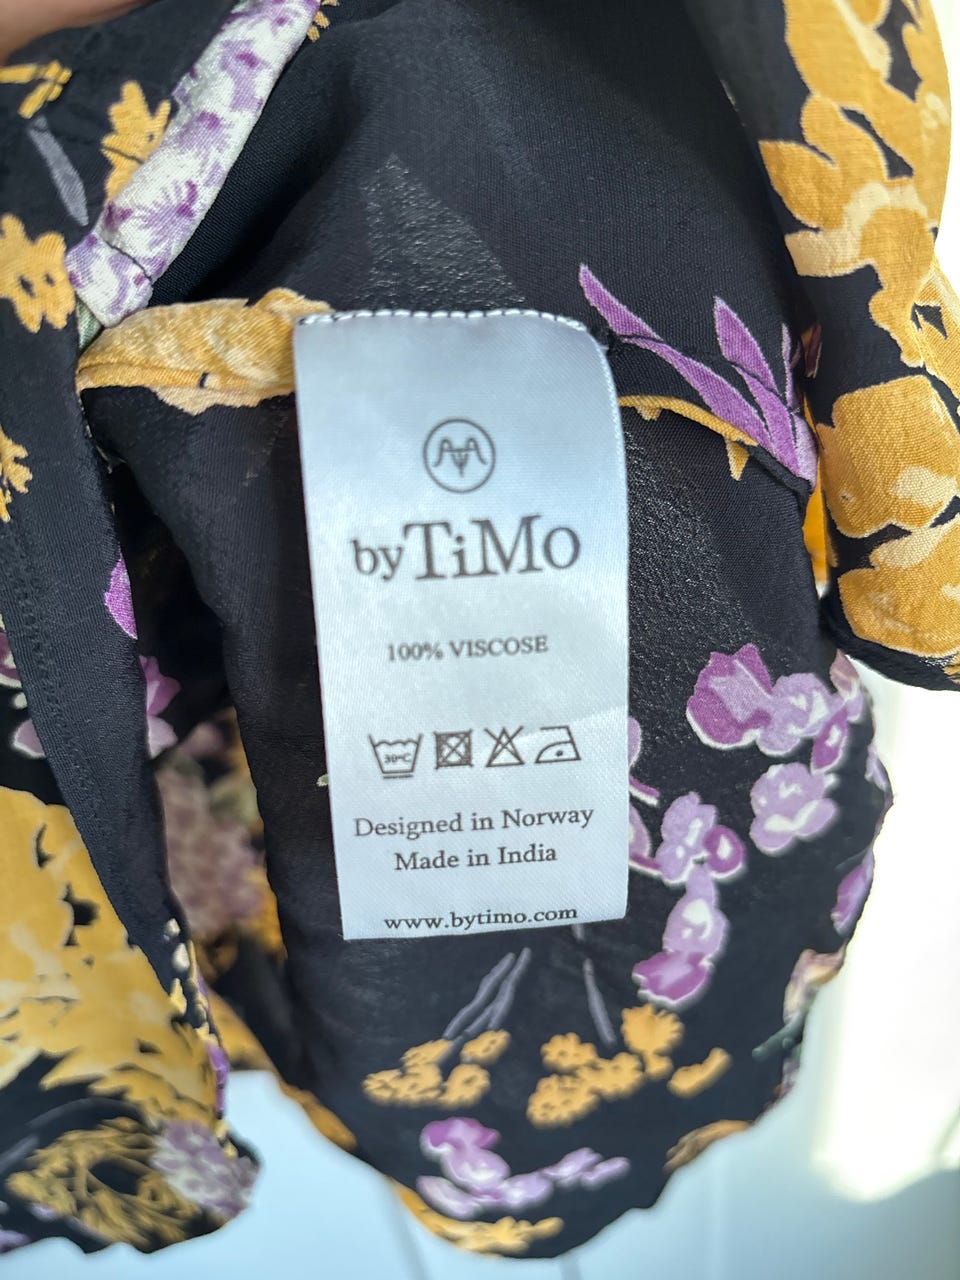 byTiMo
100% VISCOSE
30°C
Designed in Norway
Made in India
www.bytimo.com